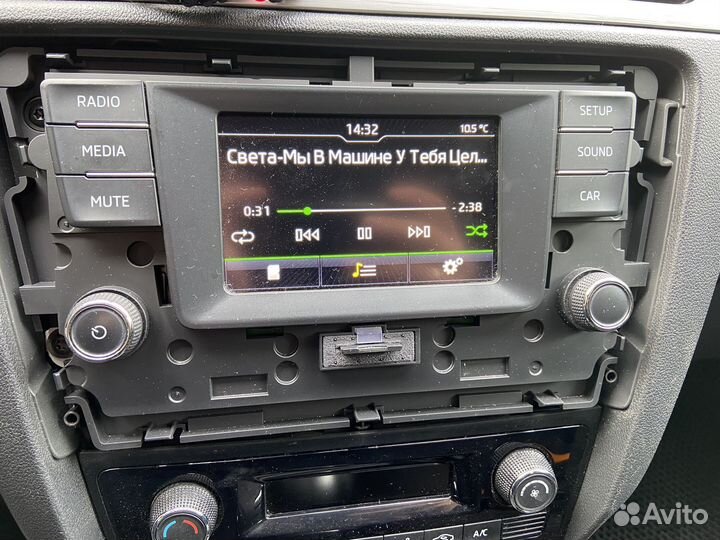 RADIO
MEDIA
MUTE
14:32
10.5 °C
Света-Мы В Машине У Тебя Цел...
0:31
- 2:38
SETUP
SOUND
CAR
A/C
Avito